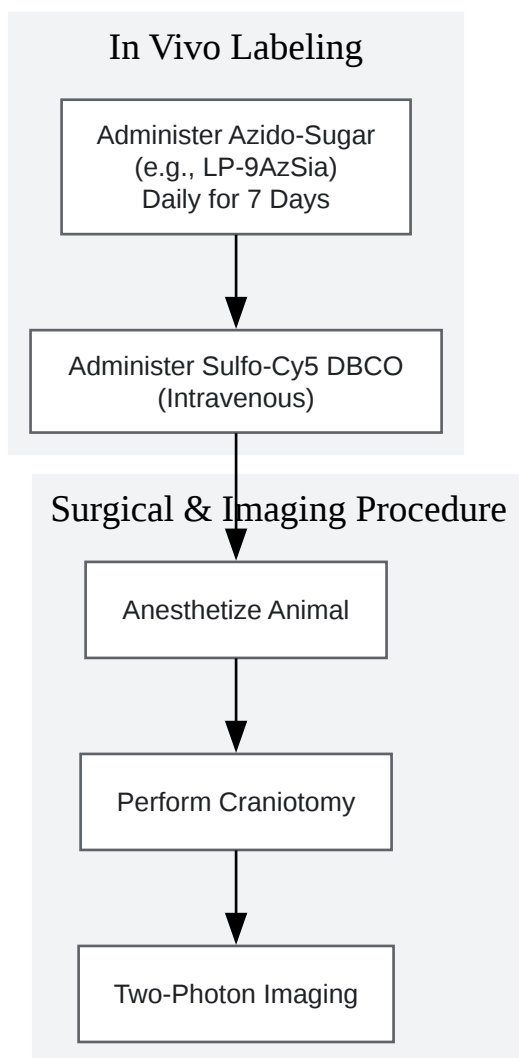 In Vivo Labeling
Administer Azido-Sugar
(e.g., LP-9AzSia)
Daily for 7 Days
Administer Sulfo-Cy5 DBCO
(Intravenous)
Surgical & Imaging Procedure
Anesthetize Animal
Perform Craniotomy
Two-Photon Imaging